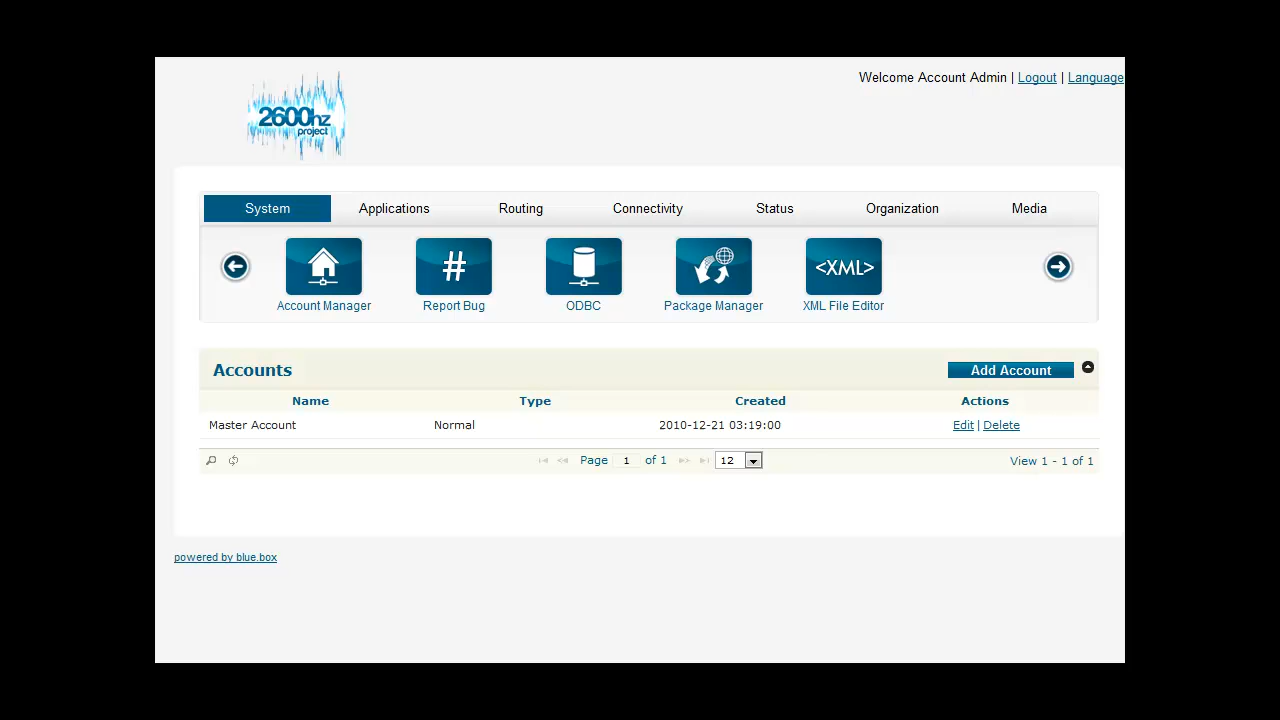 Welcome Account Admin | Logout | Language
2600hz
project
System Applications Routing Connectivity Status Organization Media
# <XML>
Account Manager Report Bug ODBC Package Manager XML File Editor
Accounts Add Account
Name Type Created Actions
Master Account Normal 2010-12-21 03:19:00 Edit | Delete
Page 1 of 1 12 View 1 - 1 of 1
powered by blue.box